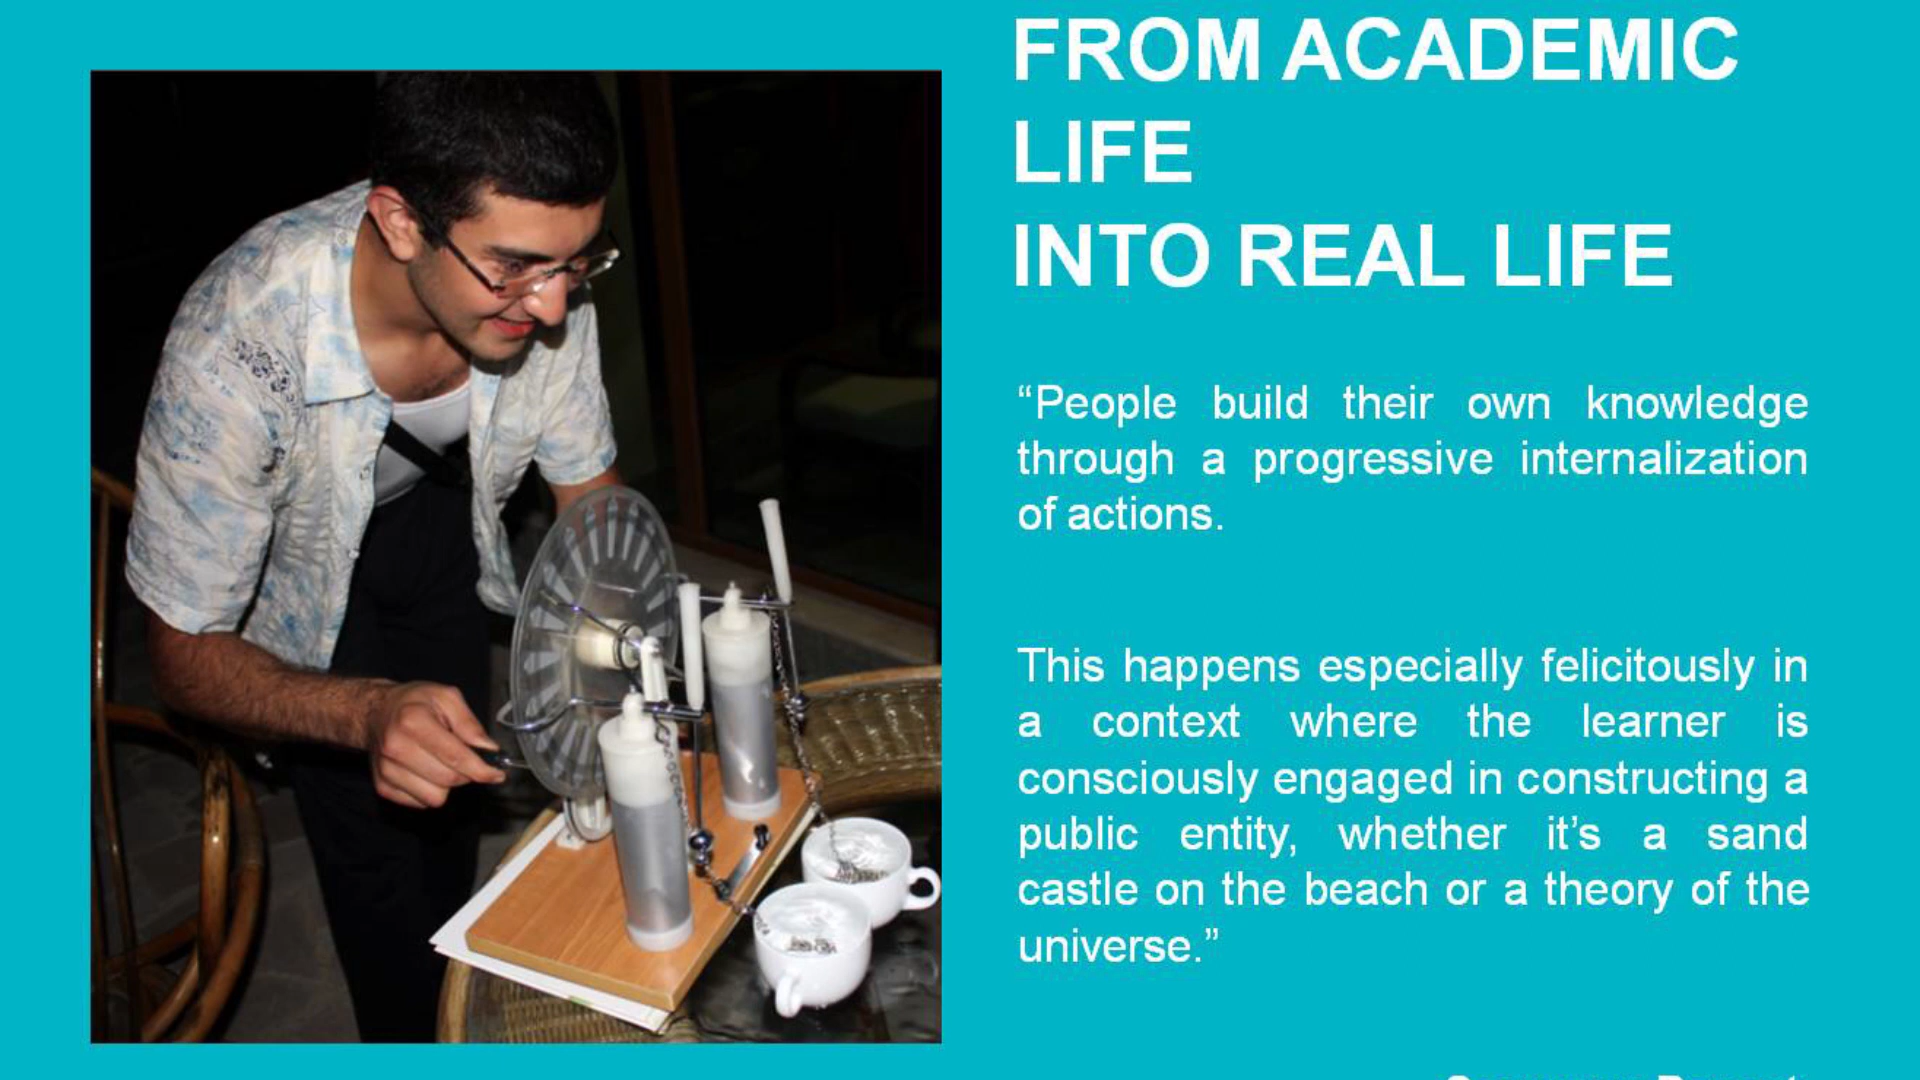 FROM ACADEMIC
LIFE
INTO REAL LIFE
“People build their own knowledge
through a progressive internalization
of actions.
This happens especially felicitously in
a context where the learner is
consciously engaged in constructing a
public entity, whether it’s a sand
castle on the beach or a theory of the
universe.”